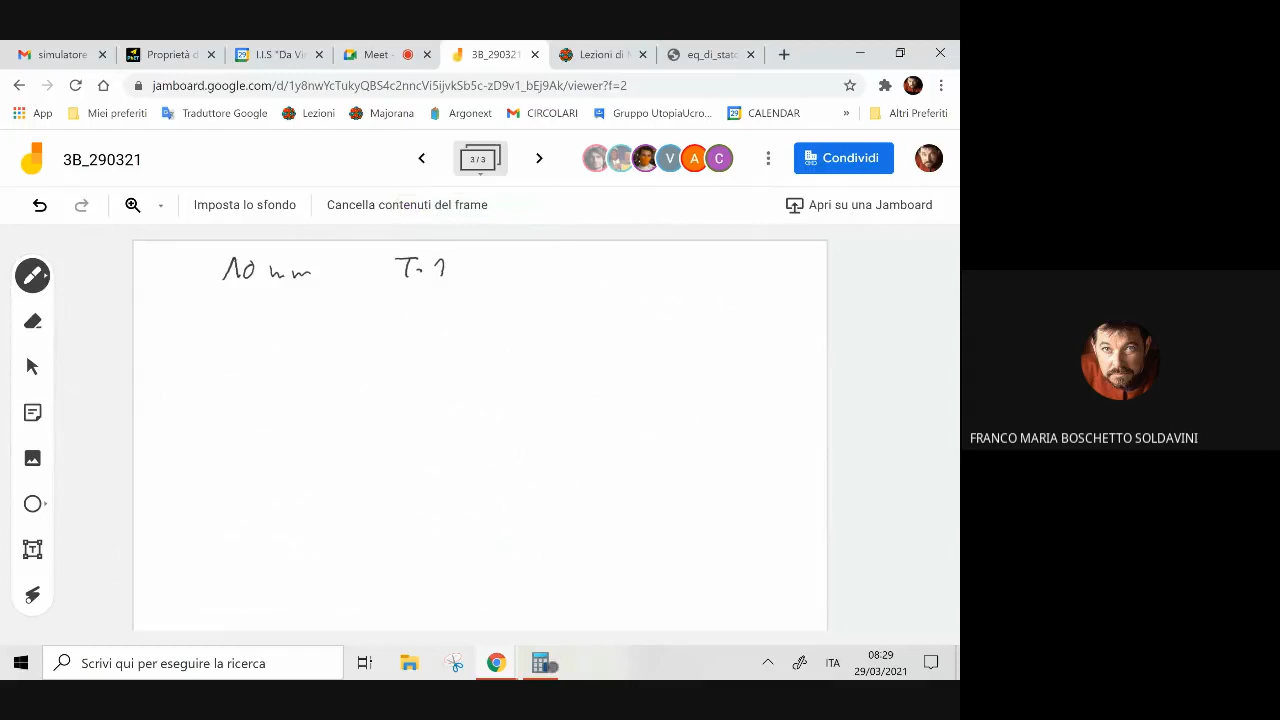 simulatore
Proprietà d
I.I.S "Da Vin
Meet -
3B_290321
Lezioni di M
eq_di_stato
jamboard.google.com/d/1y8nwYcTukyQBS4c2nncVi5ijvkSb5c-zD9v1_bEj9Ak/viewer?f=2
App
Miei preferiti
Traduttore Google
Lezioni
Majorana
Argonext
CIRCOLARI
Gruppo UtopiaUcro...
CALENDAR
»
Altri Preferiti
3B_290321
3 / 3
V
A
C
Condividi
Imposta lo sfondo
Cancella contenuti del frame
Apri su una Jamboard
10 nm T. 1
FRANCO MARIA BOSCHETTO SOLDAVINI
Scrivi qui per eseguire la ricerca
ITA
08:29
29/03/2021